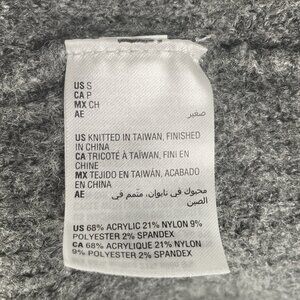 US S
CA P
MX CH
AE صغير
US KNITTED IN TAIWAN, FINISHED
IN CHINA
CA TRICOTÉ À TAIWAN, FINI EN
CHINE
MX TEJIDO EN TAIWÁN, ACABADO
EN CHINA
AE محبوك في تايوان، متمم في
الصين
US 68% ACRYLIC 21% NYLON 9%
POLYESTER 2% SPANDEX
CA 68% ACRYLIQUE 21% NYLON
9% POLYESTER 2% SPANDEX